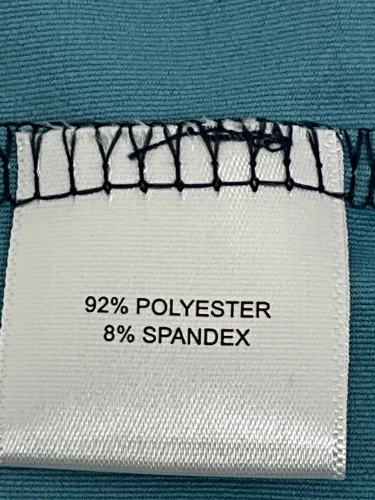 92% POLYESTER
8% SPANDEX